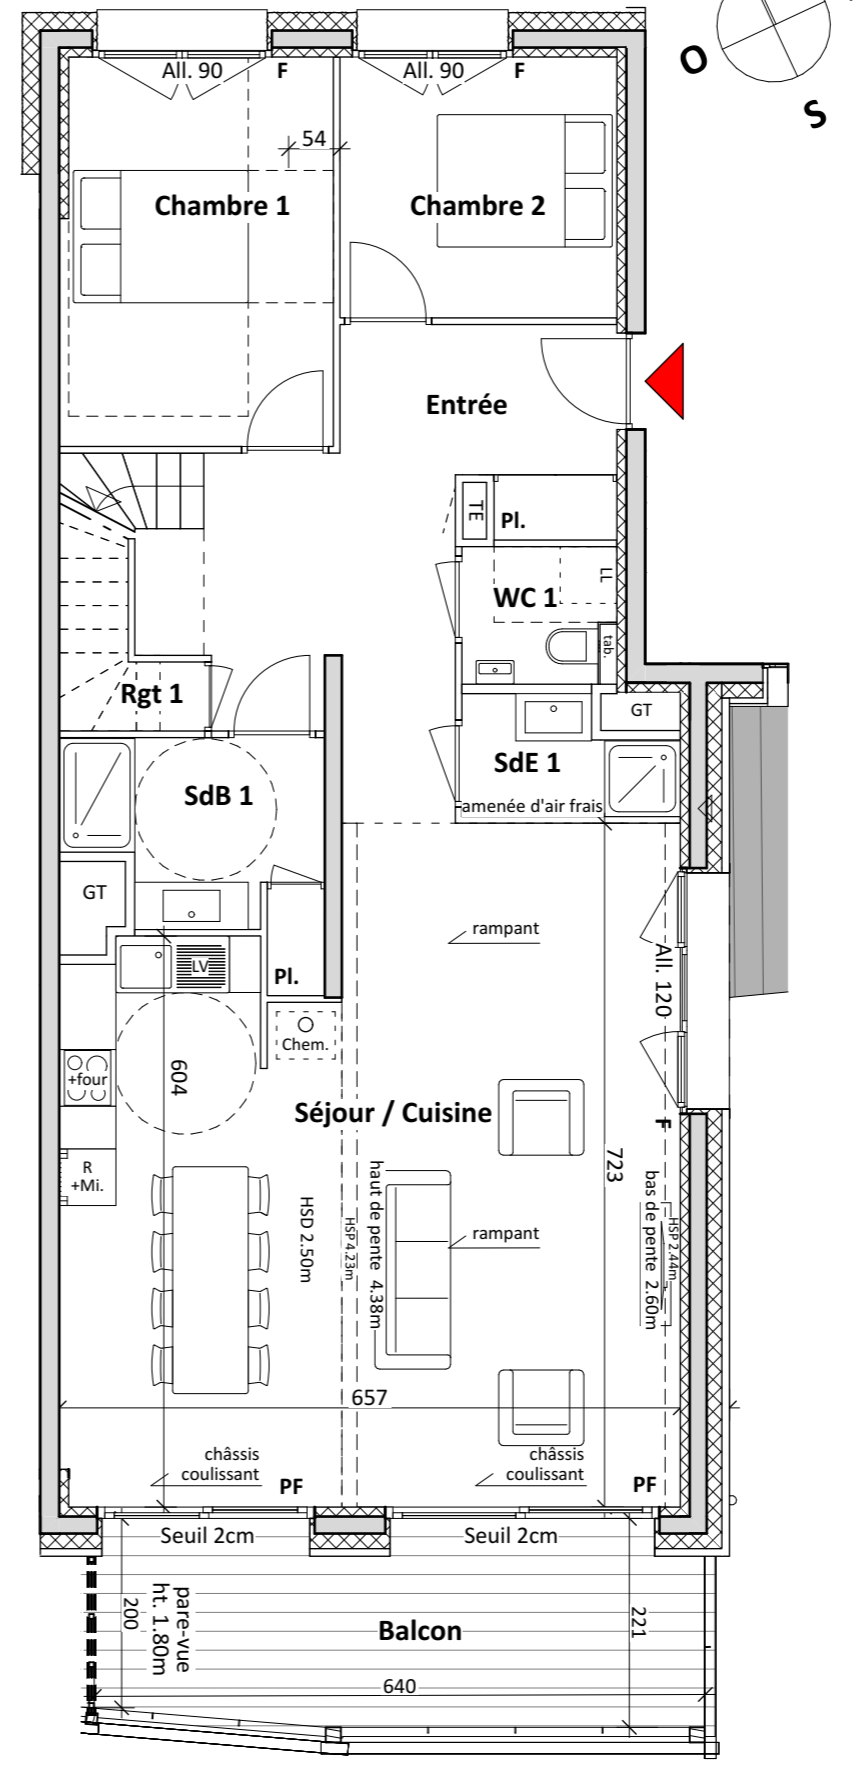 O
S
All. 90
F
All. 90
F
54
Chambre 1
Chambre 2
Entrée
TE
Pl.
WC 1
LL
tab.
Rgt 1
GT
SdE 1
SdB 1
amenée d'air frais
GT
rampant
All. 120
LV
Pl.
Chem.
+four
604
Séjour / Cuisine
F
723
R
+Mi.
HSD 2.50m
HSP 4.23m
haut de pente 4.38m
rampant
bas de pente 2.60m
HSP 2.44m
657
châssis
coulissant
PF
châssis
coulissant
PF
Seuil 2cm
Seuil 2cm
200
pare-vue
ht. 1.80m
Balcon
221
640